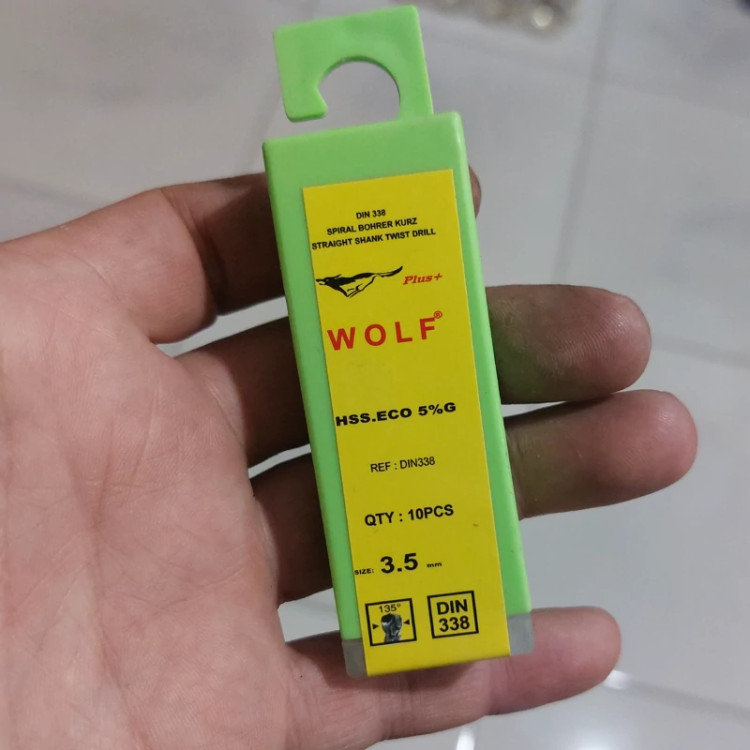 DIN 338
SPIRAL BOHRER KURZ
STRAIGHT SHANK TWIST DRILL
Plus+
WOLF®
HSS.ECO 5%G
REF : DIN338
QTY : 10PCS
SIZE: 3.5 mm
135°
DIN
338